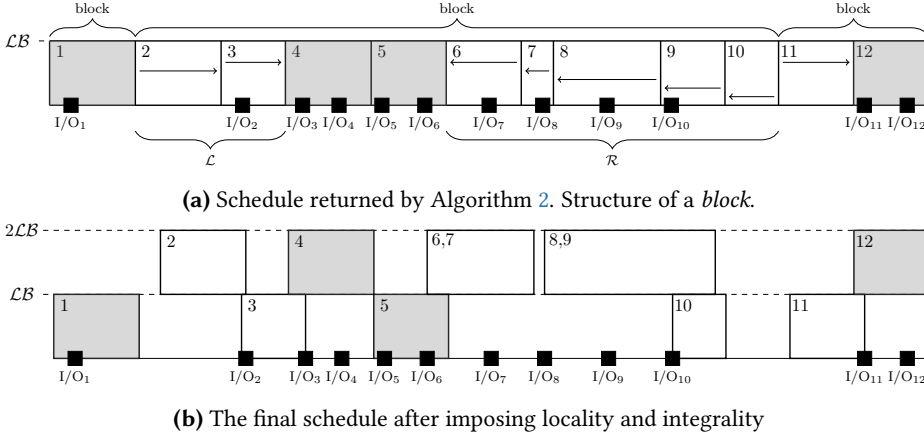 block block block
ℒℬ 1 2 3 4 5 6 7 8 9 10 11 12
I/O₁ I/O₂ I/O₃ I/O₄ I/O₅ I/O₆ I/O₇ I/O₈ I/O₉ I/O₁₀ I/O₁₁ I/O₁₂
ℒ ℛ
(a) Schedule returned by Algorithm 2. Structure of a block.
2ℒℬ 2 4 6,7 8,9 12
ℒℬ 1 3 5 10 11
I/O₁ I/O₂ I/O₃ I/O₄ I/O₅ I/O₆ I/O₇ I/O₈ I/O₉ I/O₁₀ I/O₁₁ I/O₁₂
(b) The final schedule after imposing locality and integrality